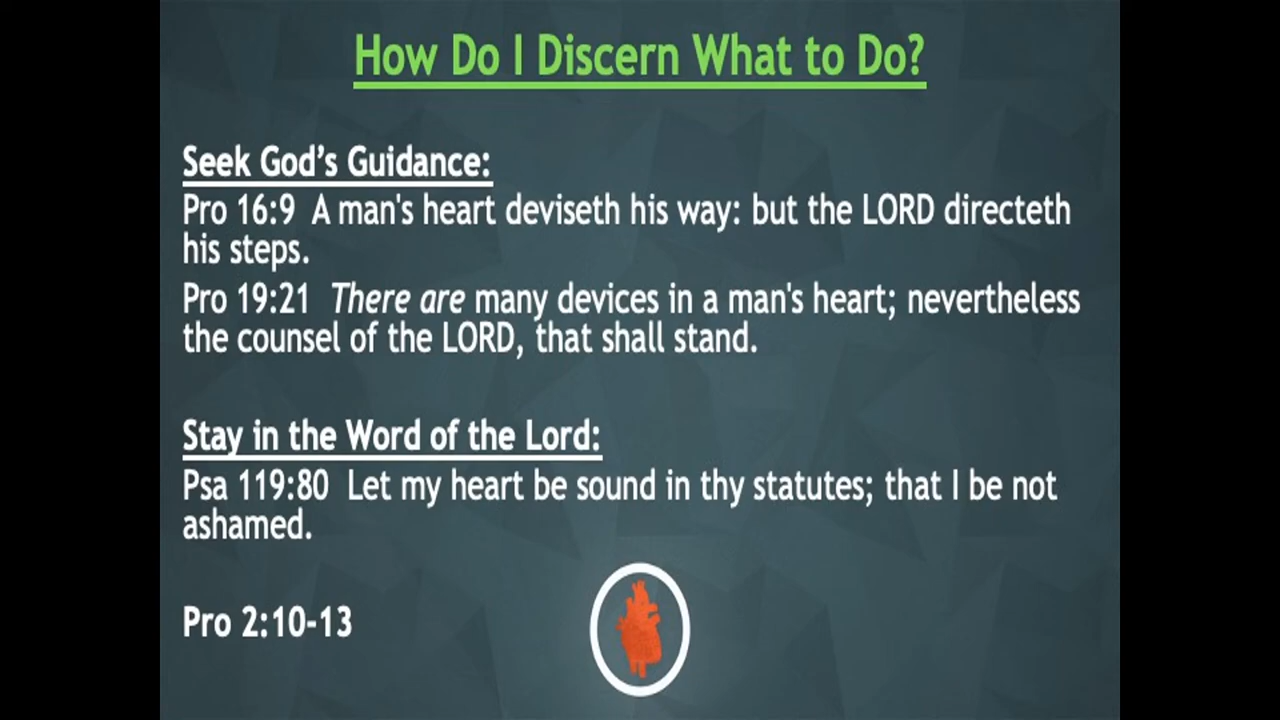 How Do I Discern What to Do?
Seek God’s Guidance:
Pro 16:9  A man's heart deviseth his way: but the LORD directeth
his steps.
Pro 19:21  There are many devices in a man's heart; nevertheless
the counsel of the LORD, that shall stand.
Stay in the Word of the Lord:
Psa 119:80  Let my heart be sound in thy statutes; that I be not
ashamed.
Pro 2:10-13